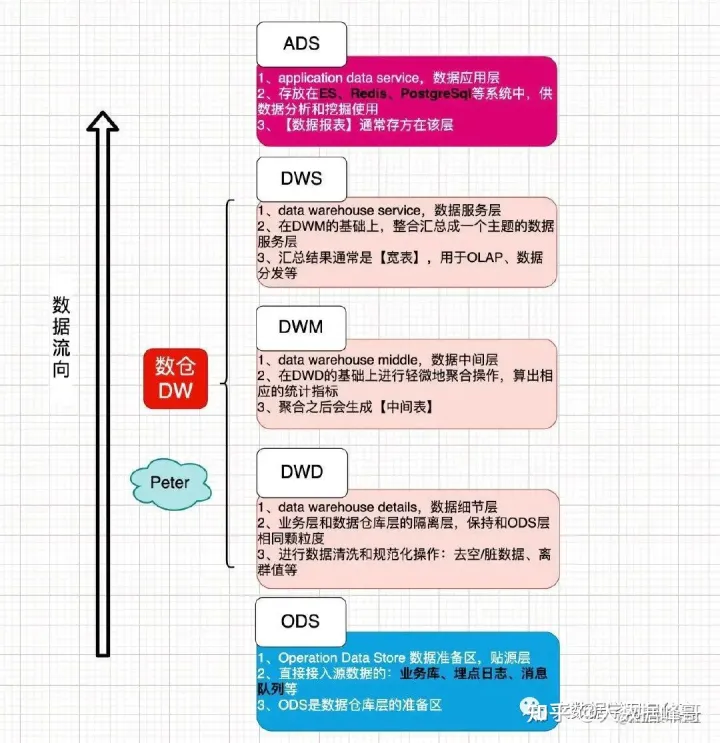 ADS
1、application data service，数据应用层
2、存放在ES、Redis、PostgreSql等系统中，供
数据分析和挖掘使用
3、【数据报表】通常存方在该层
DWS
1、data warehouse service，数据服务层
2、在DWM的基础上，整合汇总成一个主题的数据
服务层
3、汇总结果通常是【宽表】，用于OLAP、数据
分发等
数据流向
数仓
DW
DWM
1、data warehouse middle，数据中间层
2、在DWD的基础上进行轻微地聚合操作，算出相
应的统计指标
3、聚合之后会生成【中间表】
Peter
DWD
1、data warehouse details，数据细节层
2、业务层和数据仓库层的隔离层，保持和ODS层
相同颗粒度
3、进行数据清洗和规范化操作：去空/脏数据、离
群值等
ODS
1、Operation Data Store 数据准备区，贴源层
2、直接接入源数据的：业务库、埋点日志、消息
队列等
3、ODS是数据仓库层的准备区
知乎